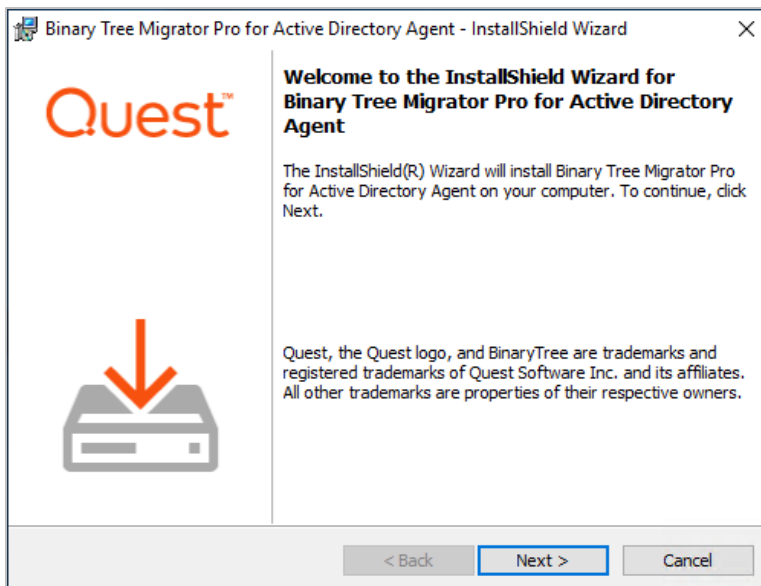 Binary Tree Migrator Pro for Active Directory Agent - InstallShield Wizard
Quest™
Welcome to the InstallShield Wizard for
Binary Tree Migrator Pro for Active Directory
Agent
The InstallShield(R) Wizard will install Binary Tree Migrator Pro
for Active Directory Agent on your computer. To continue, click
Next.
Quest, the Quest logo, and BinaryTree are trademarks and
registered trademarks of Quest Software Inc. and its affiliates.
All other trademarks are properties of their respective owners.
< Back
Next >
Cancel